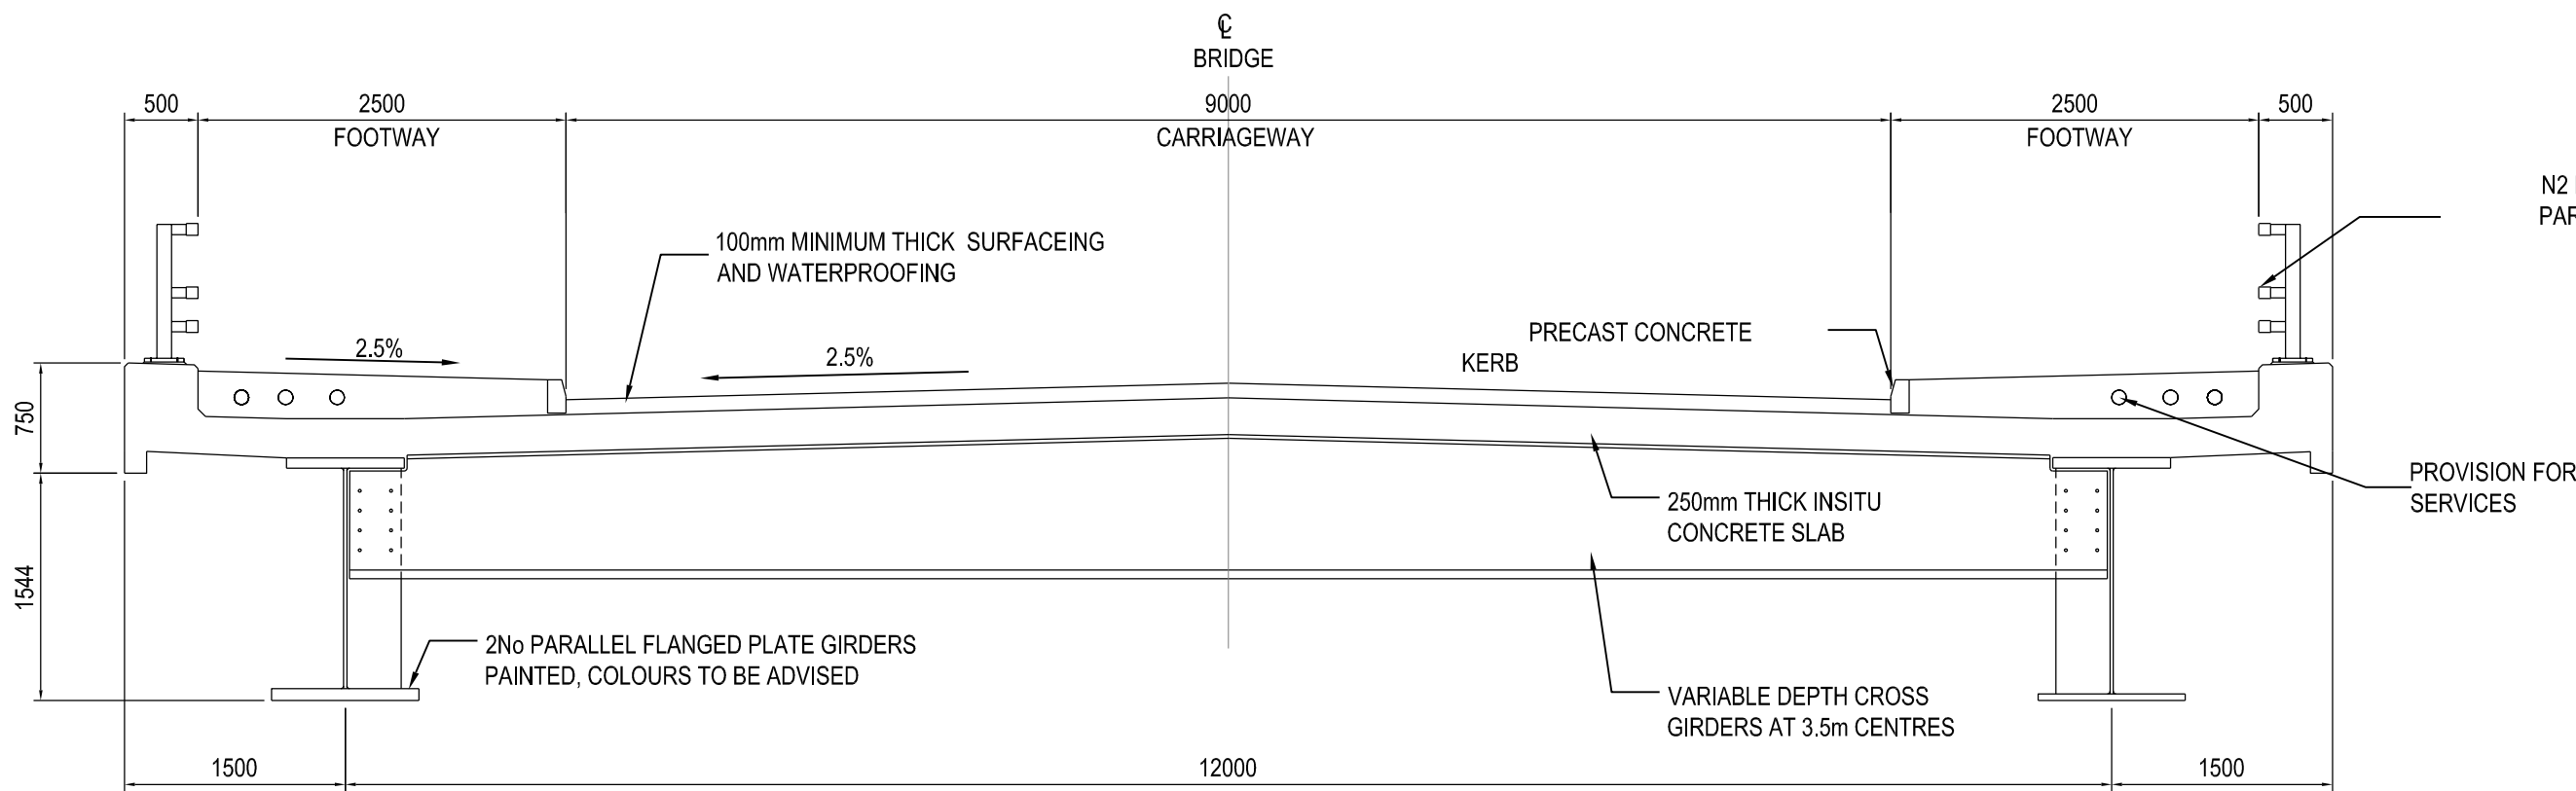 ℄
BRIDGE
500 2500 9000 2500 500
FOOTWAY CARRIAGEWAY FOOTWAY
N2
PAR
100mm MINIMUM THICK SURFACEING
AND WATERPROOFING
PRECAST CONCRETE
KERB
2.5% 2.5%
750
PROVISION FOR
SERVICES
250mm THICK INSITU
CONCRETE SLAB
1544
2No PARALLEL FLANGED PLATE GIRDERS
PAINTED, COLOURS TO BE ADVISED
VARIABLE DEPTH CROSS
GIRDERS AT 3.5m CENTRES
1500 12000 1500